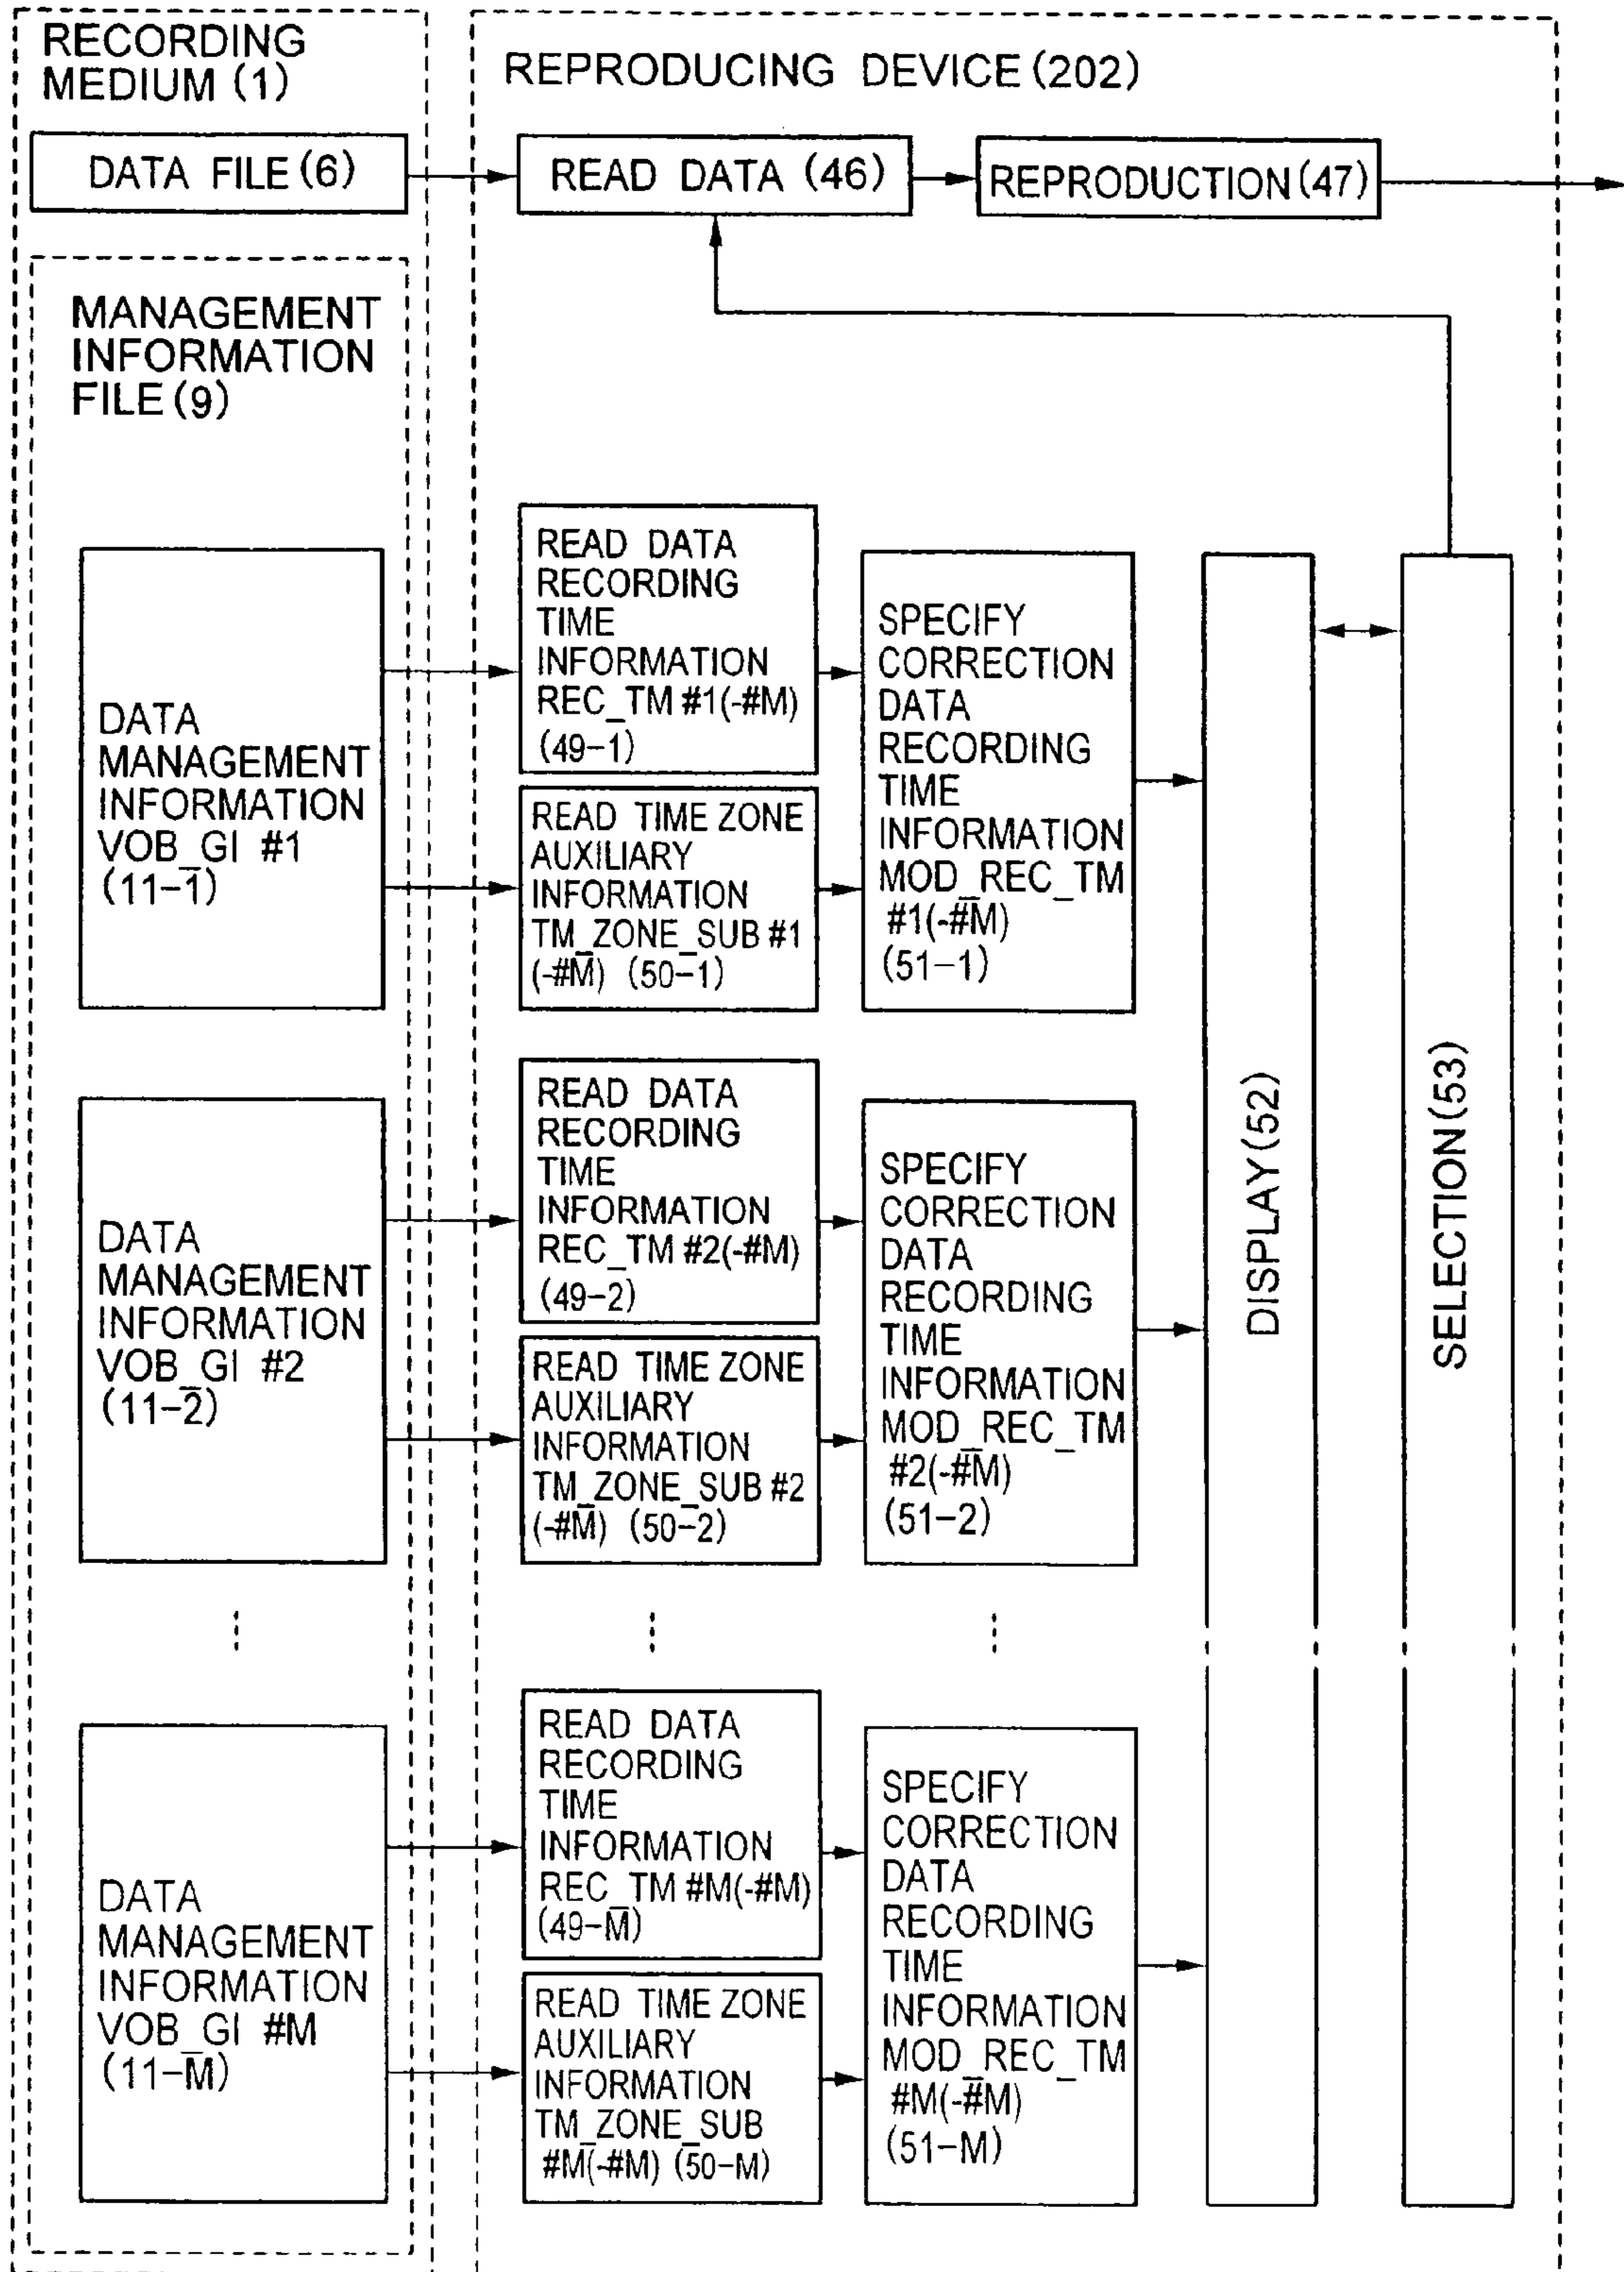 RECORDING
MEDIUM (1)
REPRODUCING DEVICE (202)
DATA FILE (6)
READ DATA (46)
REPRODUCTION (47)
MANAGEMENT
INFORMATION
FILE (9)
DATA
MANAGEMENT
INFORMATION
VOB_GI #1
(11-1)
READ DATA
RECORDING
TIME
INFORMATION
REC_TM #1(-#M)
(49-1)
READ TIME ZONE
AUXILIARY
INFORMATION
TM_ZONE_SUB #1
(-#M) (50-1)
SPECIFY
CORRECTION
DATA
RECORDING
TIME
INFORMATION
MOD_REC_TM
#1(-#M)
(51-1)
DISPLAY (52)
SELECTION (53)
DATA
MANAGEMENT
INFORMATION
VOB_GI #2
(11-2)
READ DATA
RECORDING
TIME
INFORMATION
REC_TM #2(-#M)
(49-2)
READ TIME ZONE
AUXILIARY
INFORMATION
TM_ZONE_SUB #2
(-#M) (50-2)
SPECIFY
CORRECTION
DATA
RECORDING
TIME
INFORMATION
MOD_REC_TM
#2(-#M)
(51-2)
DATA
MANAGEMENT
INFORMATION
VOB_GI #M
(11-M)
READ DATA
RECORDING
TIME
INFORMATION
REC_TM #M(-#M)
(49-M)
READ TIME ZONE
AUXILIARY
INFORMATION
TM_ZONE_SUB
#M(-#M) (50-M)
SPECIFY
CORRECTION
DATA
RECORDING
TIME
INFORMATION
MOD_REC_TM
#M(-#M)
(51-M)